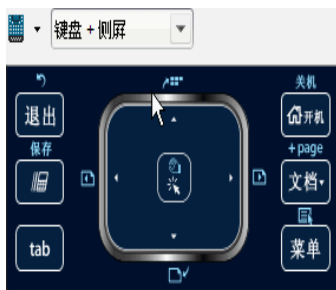 键盘 + 侧屏
关机
退出
开机
保存
+ page
文档
tab
菜单